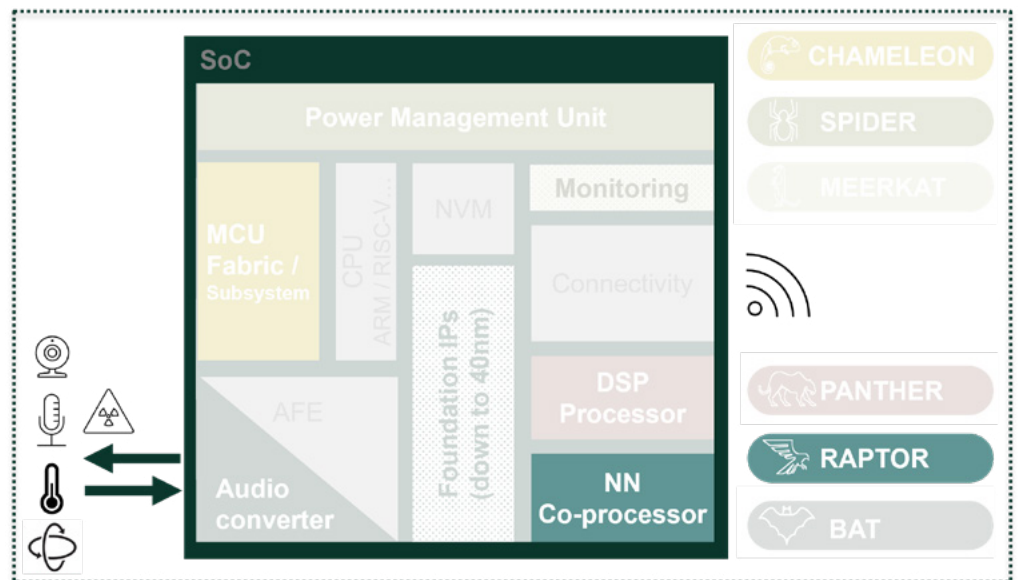 SoC
Power Management Unit
MCU
Fabric /
Subsystem
CPU
ARM / RISC-V...
NVM
Monitoring
Connectivity
Foundation IPs
(down to 40nm)
DSP
Processor
AFE
Audio
converter
NN
Co-processor
CHAMELEON
SPIDER
MEERKAT
PANTHER
RAPTOR
BAT